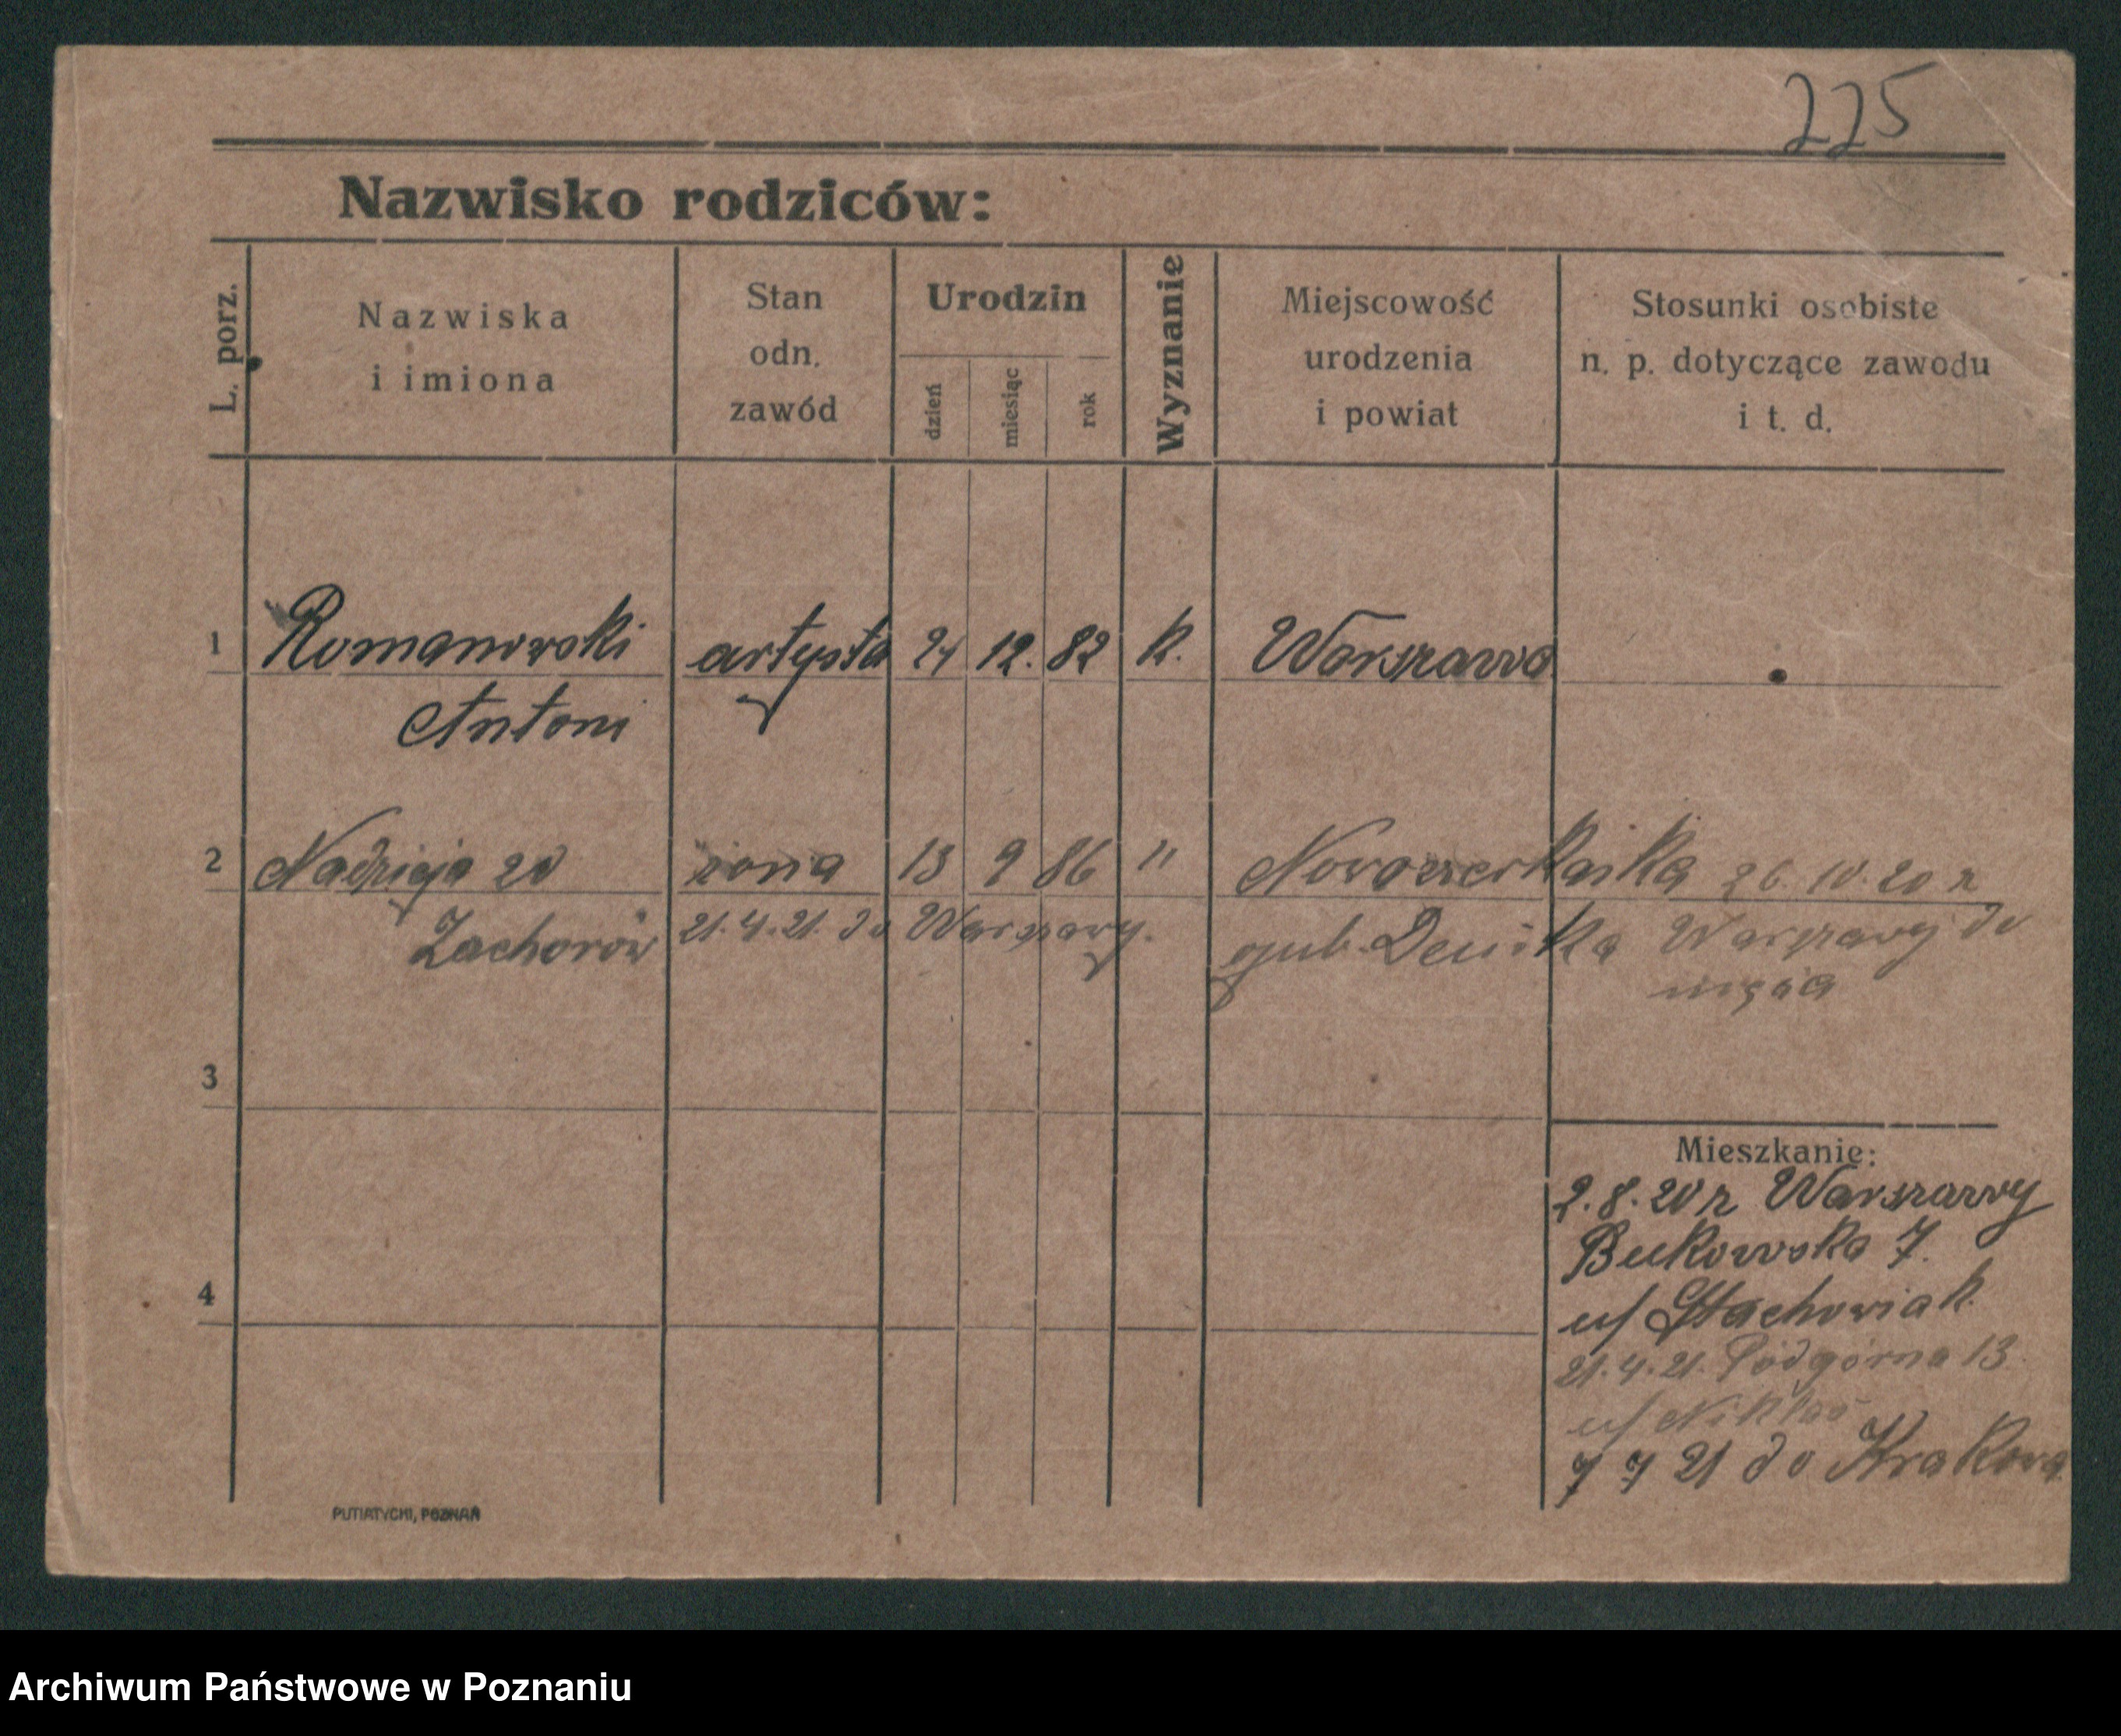 225
Nazwisko rodziców:
L. porz.
Nazwiska
i imiona
Stan
odn.
zawód
Urodzin
dzień
miesiąc
rok
Wyznanie
Miejscowość
urodzenia
i powiat
Stosunki osobiste
n. p. dotyczące zawodu
i t. d.
1 Romanowski artysta 24 12. 82 k. Warszawa
Antoni
2 Nadzieja zd żona 13 9 86 " Nowoczerkaska 26.10.20 r
Zachorów 21.4.21. do Warszawy. gub. Warszawy do
męża
3
Mieszkanie:
2.8.20 r Warszawy
Bukowska 7.
u/ Stachowiak
4
21.4.21. Podgórna 13
u/
7 7 21 do Krakowa
PUTIATYCKI, POZNAŃ
Archiwum Państwowe w Poznaniu